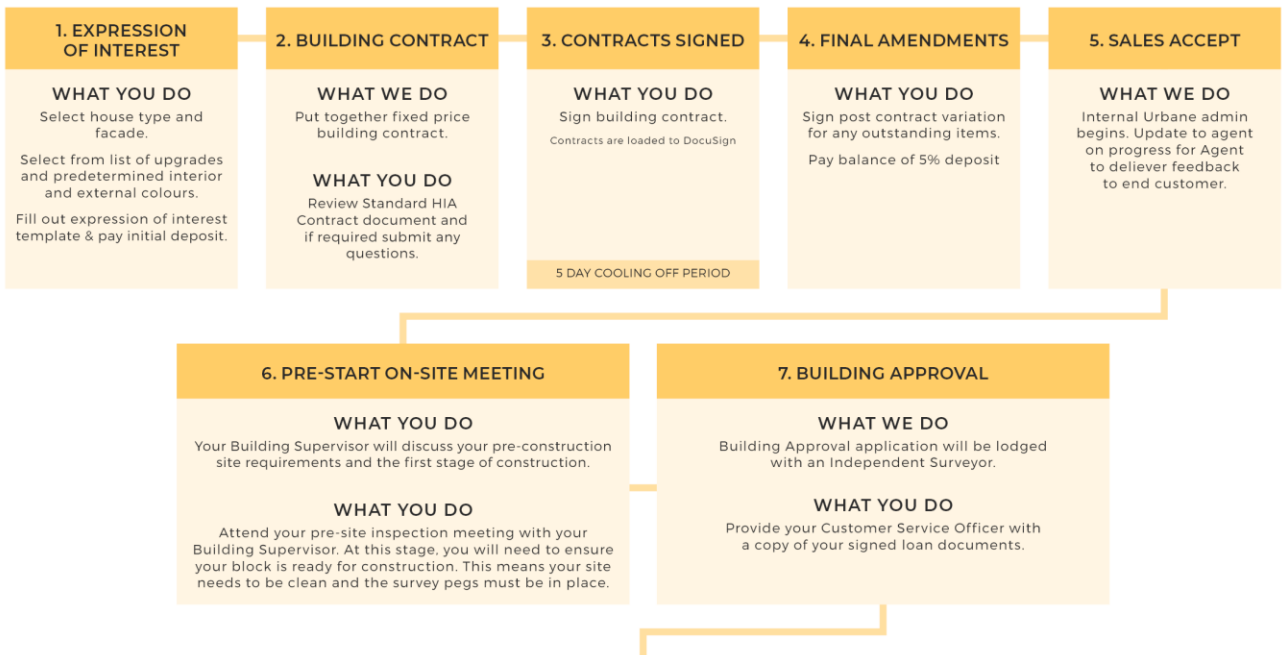 1. EXPRESSION
OF INTEREST
WHAT YOU DO
Select house type and
facade.
Select from list of upgrades
and predetermined interior
and external colours.
Fill out expression of interest
template & pay initial deposit.
2. BUILDING CONTRACT
WHAT WE DO
Put together fixed price
building contract.
WHAT YOU DO
Review Standard HIA
Contract document and
if required submit any
questions.
3. CONTRACTS SIGNED
WHAT YOU DO
Sign building contract.
Contracts are loaded to DocuSign
5 DAY COOLING OFF PERIOD
4. FINAL AMENDMENTS
WHAT YOU DO
Sign post contract variation
for any outstanding items.
Pay balance of 5% deposit
5. SALES ACCEPT
WHAT WE DO
Internal Urbane admin
begins. Update to agent
on progress for Agent
to deliever feedback
to end customer.
6. PRE-START ON-SITE MEETING
WHAT YOU DO
Your Building Supervisor will discuss your pre-construction
site requirements and the first stage of construction.
WHAT YOU DO
Attend your pre-site inspection meeting with your
Building Supervisor. At this stage, you will need to ensure
your block is ready for construction. This means your site
needs to be clean and the survey pegs must be in place.
7. BUILDING APPROVAL
WHAT WE DO
Building Approval application will be lodged
with an Independent Surveyor.
WHAT YOU DO
Provide your Customer Service Officer with
a copy of your signed loan documents.